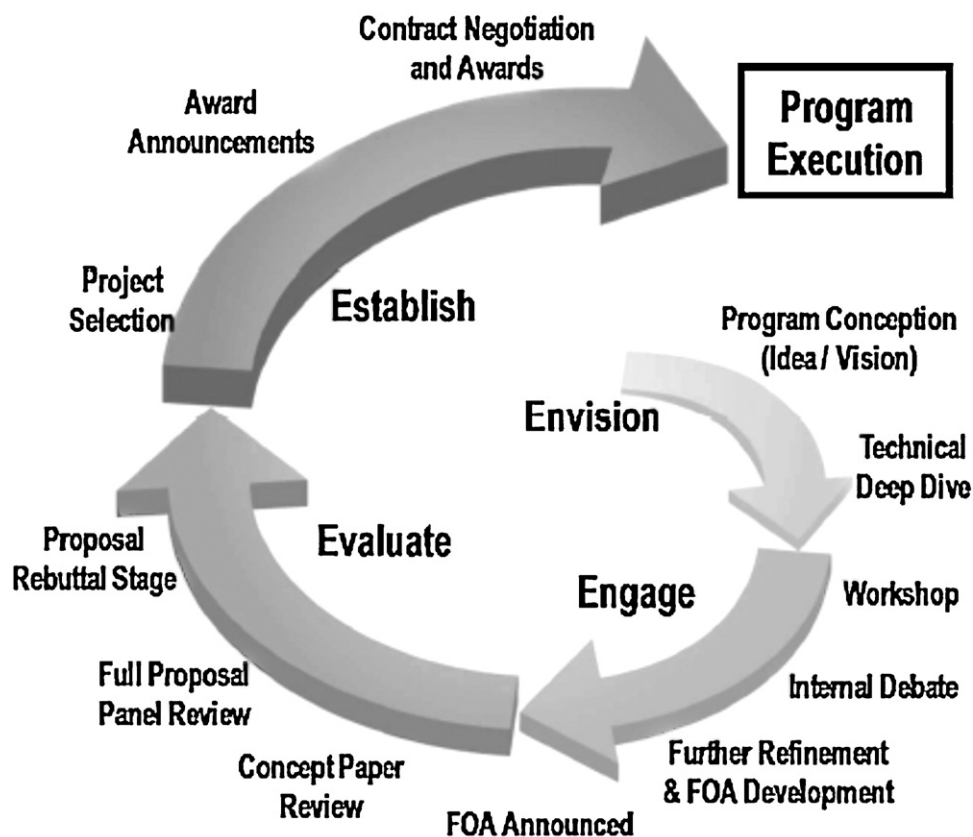 Contract Negotiation
and Awards
Award
Announcements
Program
Execution
Project
Selection
Establish
Program Conception
(Idea / Vision)
Envision
Technical
Deep Dive
Proposal
Rebuttal Stage
Evaluate
Engage
Workshop
Full Proposal
Panel Review
Internal Debate
Concept Paper
Review
Further Refinement
& FOA Development
FOA Announced